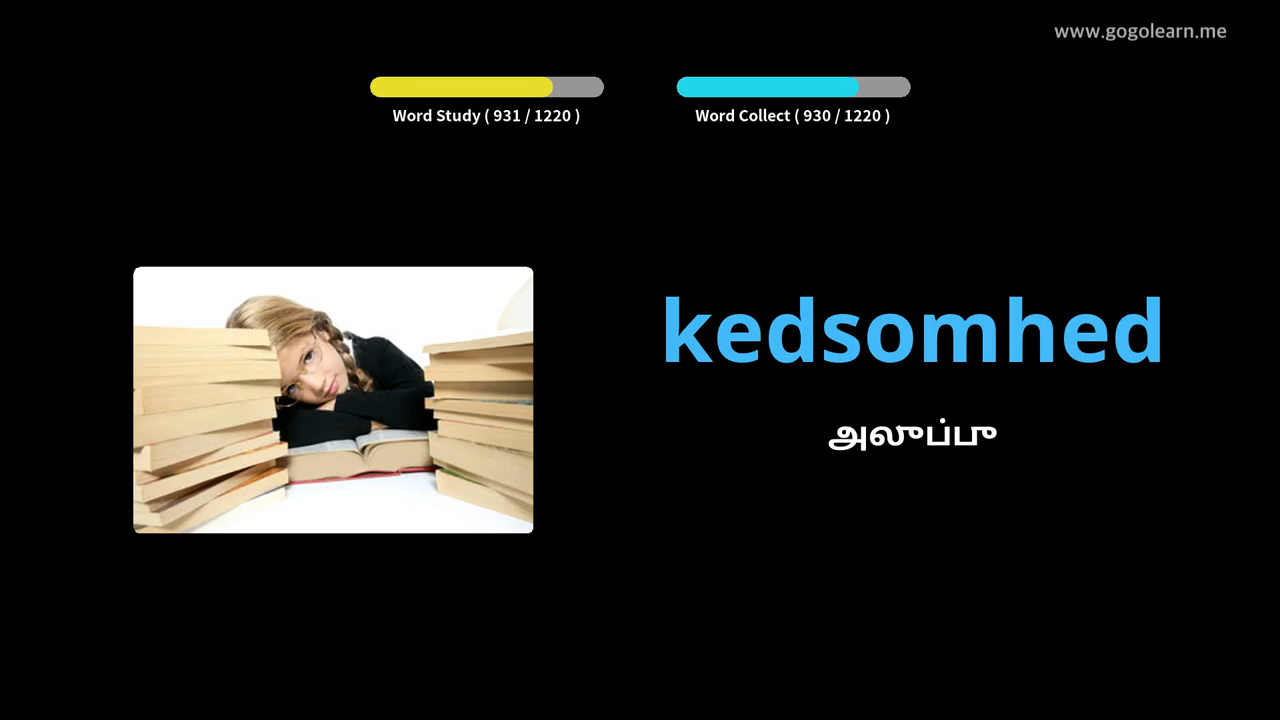 www.gogolearn.me
Word Study ( 931 / 1220 )
Word Collect ( 930 / 1220 )
kedsomhed
அலுப்பு